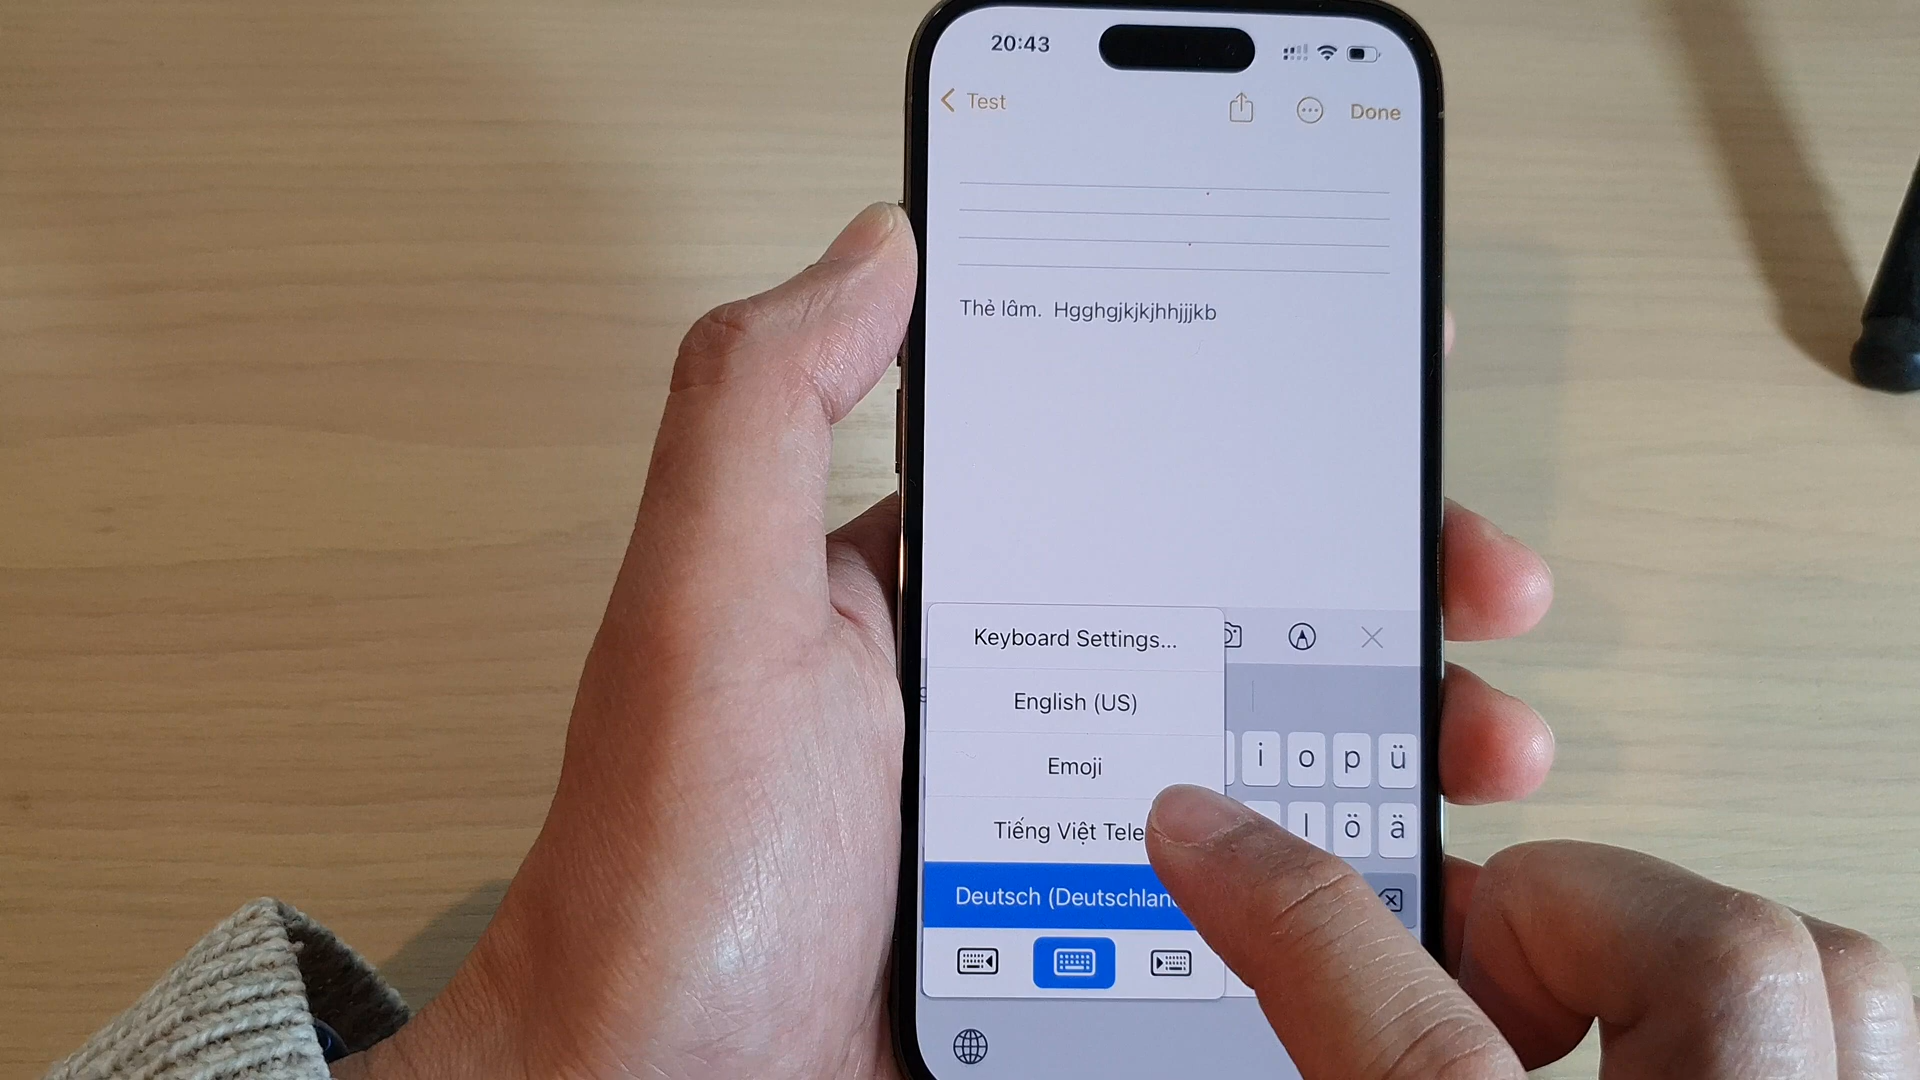 20:43
Test
Done
Thẻ lâm. Hgghgjkjkjhhjjjkb
Keyboard Settings...
English (US)
Emoji
i o p ü
Tiếng Việt Tele
l ö ä
Deutsch (Deutschlan